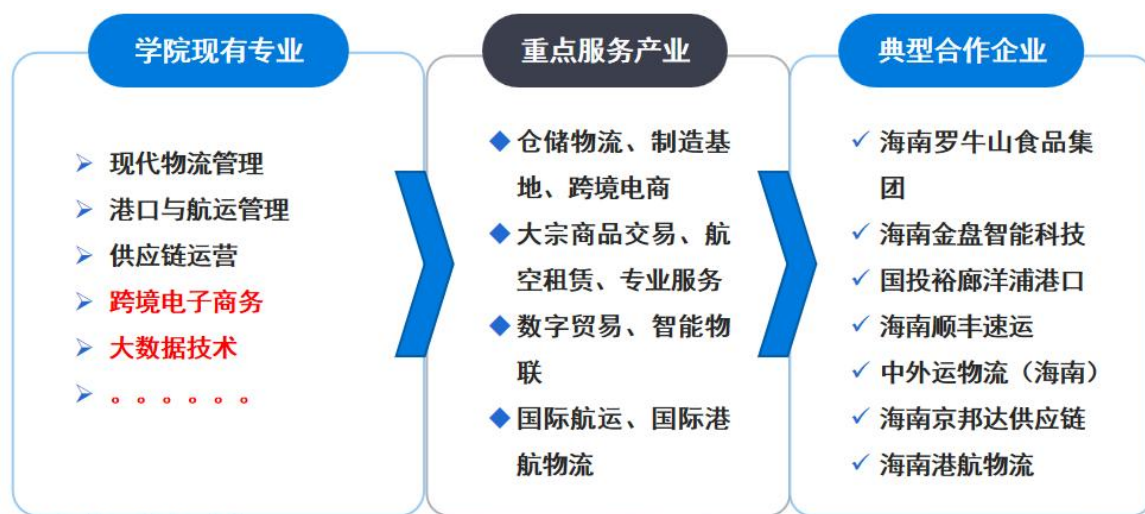 学院现有专业
现代物流管理
港口与航运管理
供应链运营
跨境电子商务
大数据技术
。。。。。。
重点服务产业
仓储物流、制造基
地、跨境电商
大宗商品交易、航
空租赁、专业服务
数字贸易、智能物
联
国际航运、国际港
航物流
典型合作企业
海南罗牛山食品集
团
海南金盘智能科技
国投裕廊洋浦港口
海南顺丰速运
中外运物流（海南）
海南京邦达供应链
海南港航物流